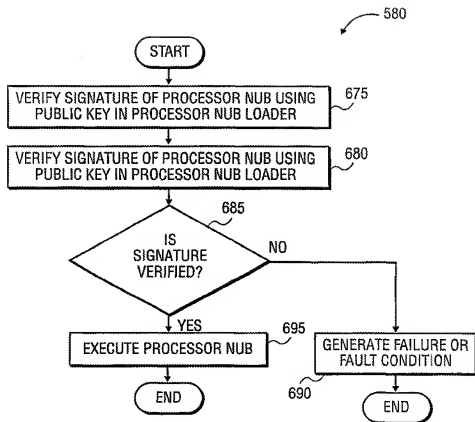 580
START
VERIFY SIGNATURE OF PROCESSOR NUB USING
PUBLIC KEY IN PROCESSOR NUB LOADER
675
VERIFY SIGNATURE OF PROCESSOR NUB USING
PUBLIC KEY IN PROCESSOR NUB LOADER
680
685
IS
SIGNATURE
VERIFIED?
NO
YES
695
EXECUTE PROCESSOR NUB
GENERATE FAILURE OR
FAULT CONDITION
690
END
END